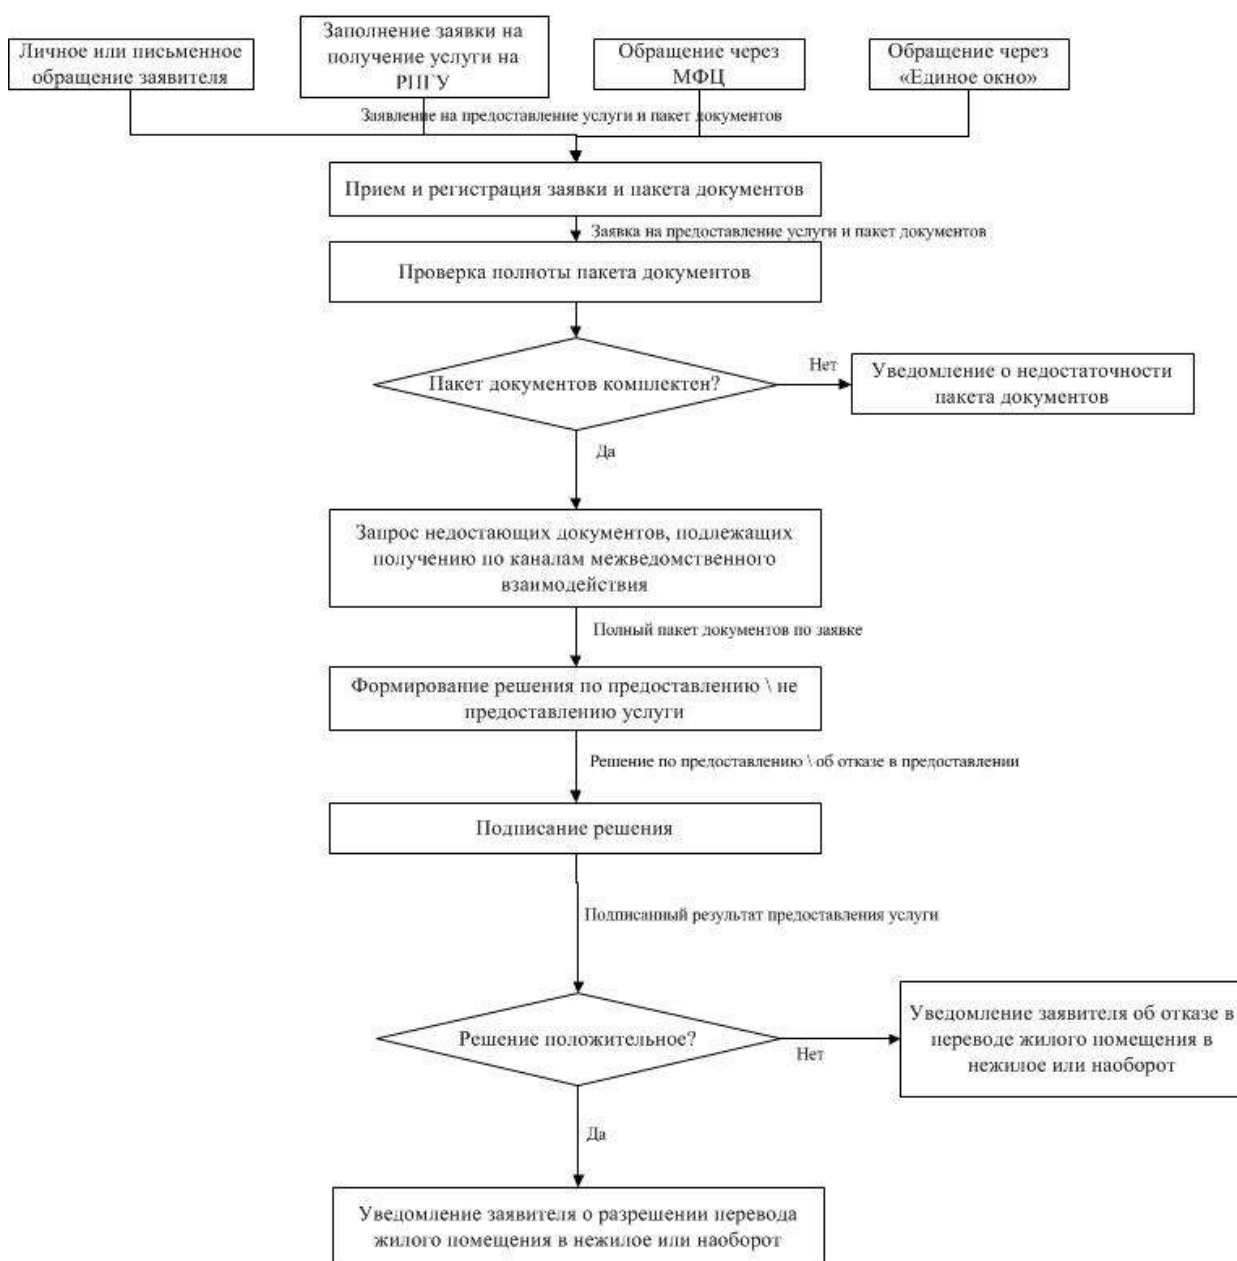 Личное или письменное
обращение заявителя
Заполнение заявки на
получение услуги на
РПГУ
Обращение через
МФЦ
Обращение через
«Единое окно»
Заявление на предоставление услуги и пакет документов
Прием и регистрация заявки и пакета документов
Заявка на предоставление услуги и пакет документов
Проверка полноты пакета документов
Пакет документов комплектен?
Нет
Уведомление о недостаточности
пакета документов
Да
Запрос недостающих документов, подлежащих
получению по каналам межведомственного
взаимодействия
Полный пакет документов по заявке
Формирование решения по предоставлению \ не
предоставлению услуги
Решение по предоставлению \ об отказе в предоставлении
Подписание решения
Подписанный результат предоставления услуги
Решение положительное?
Нет
Уведомление заявителя об отказе в
переводе жилого помещения в
нежилое или наоборот
Да
Уведомление заявителя о разрешении перевода
жилого помещения в нежилое или наоборот